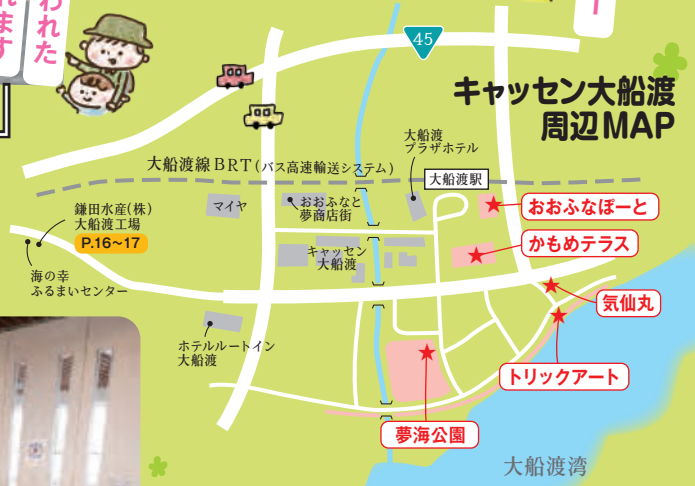 われた
れます
ー
45
キャッセン大船渡
周辺MAP
大船渡
プラザホテル
大船渡線BRT(バス高速輸送システム)
大船渡駅
マイヤ
おおふなと
夢商店街
おおふなぽーと
鎌田水産(株)
大船渡工場
P.16〜17
キャッセン
大船渡
かもめテラス
海の幸
ふるまいセンター
気仙丸
ホテルルートイン
大船渡
トリックアート
夢海公園
大船渡湾